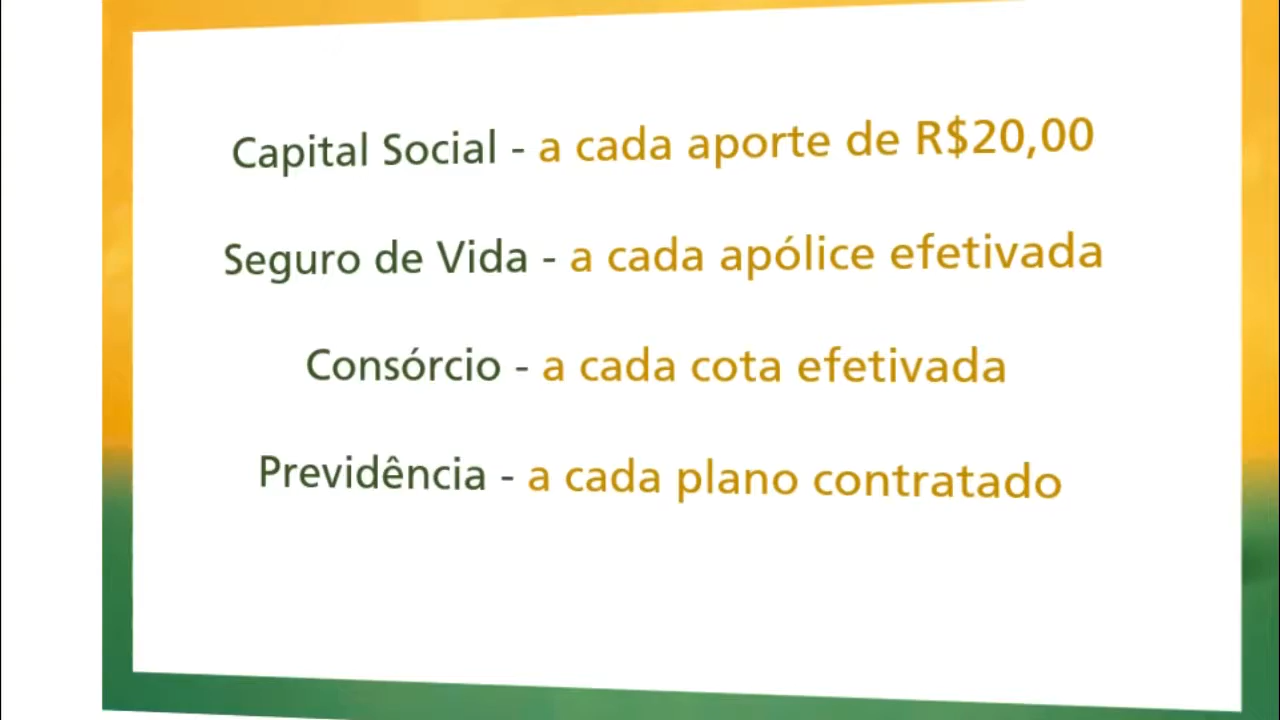 Capital Social - a cada aporte de R$20,00
Seguro de Vida - a cada apólice efetivada
Consórcio - a cada cota efetivada
Previdência - a cada plano contratado